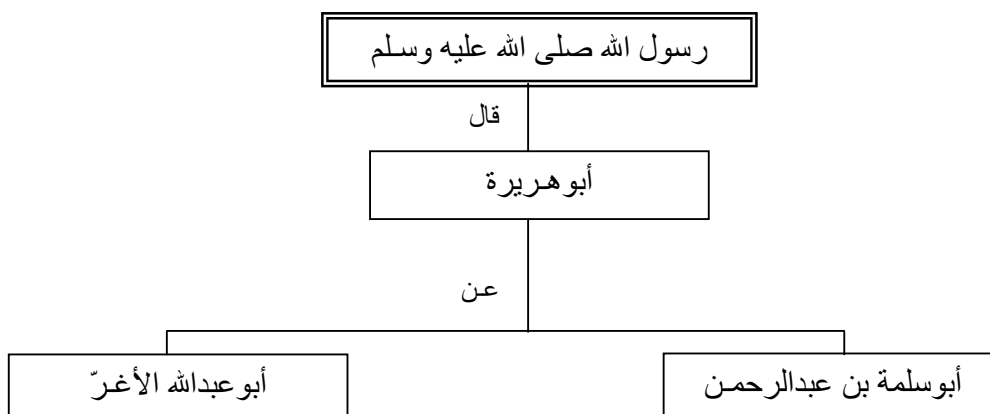 رسول الله صلى الله عليه وسلم
قال
أبوهريرة
عن
أبوسلمة بن عبدالرحمن
أبوعبدالله الأغرّ